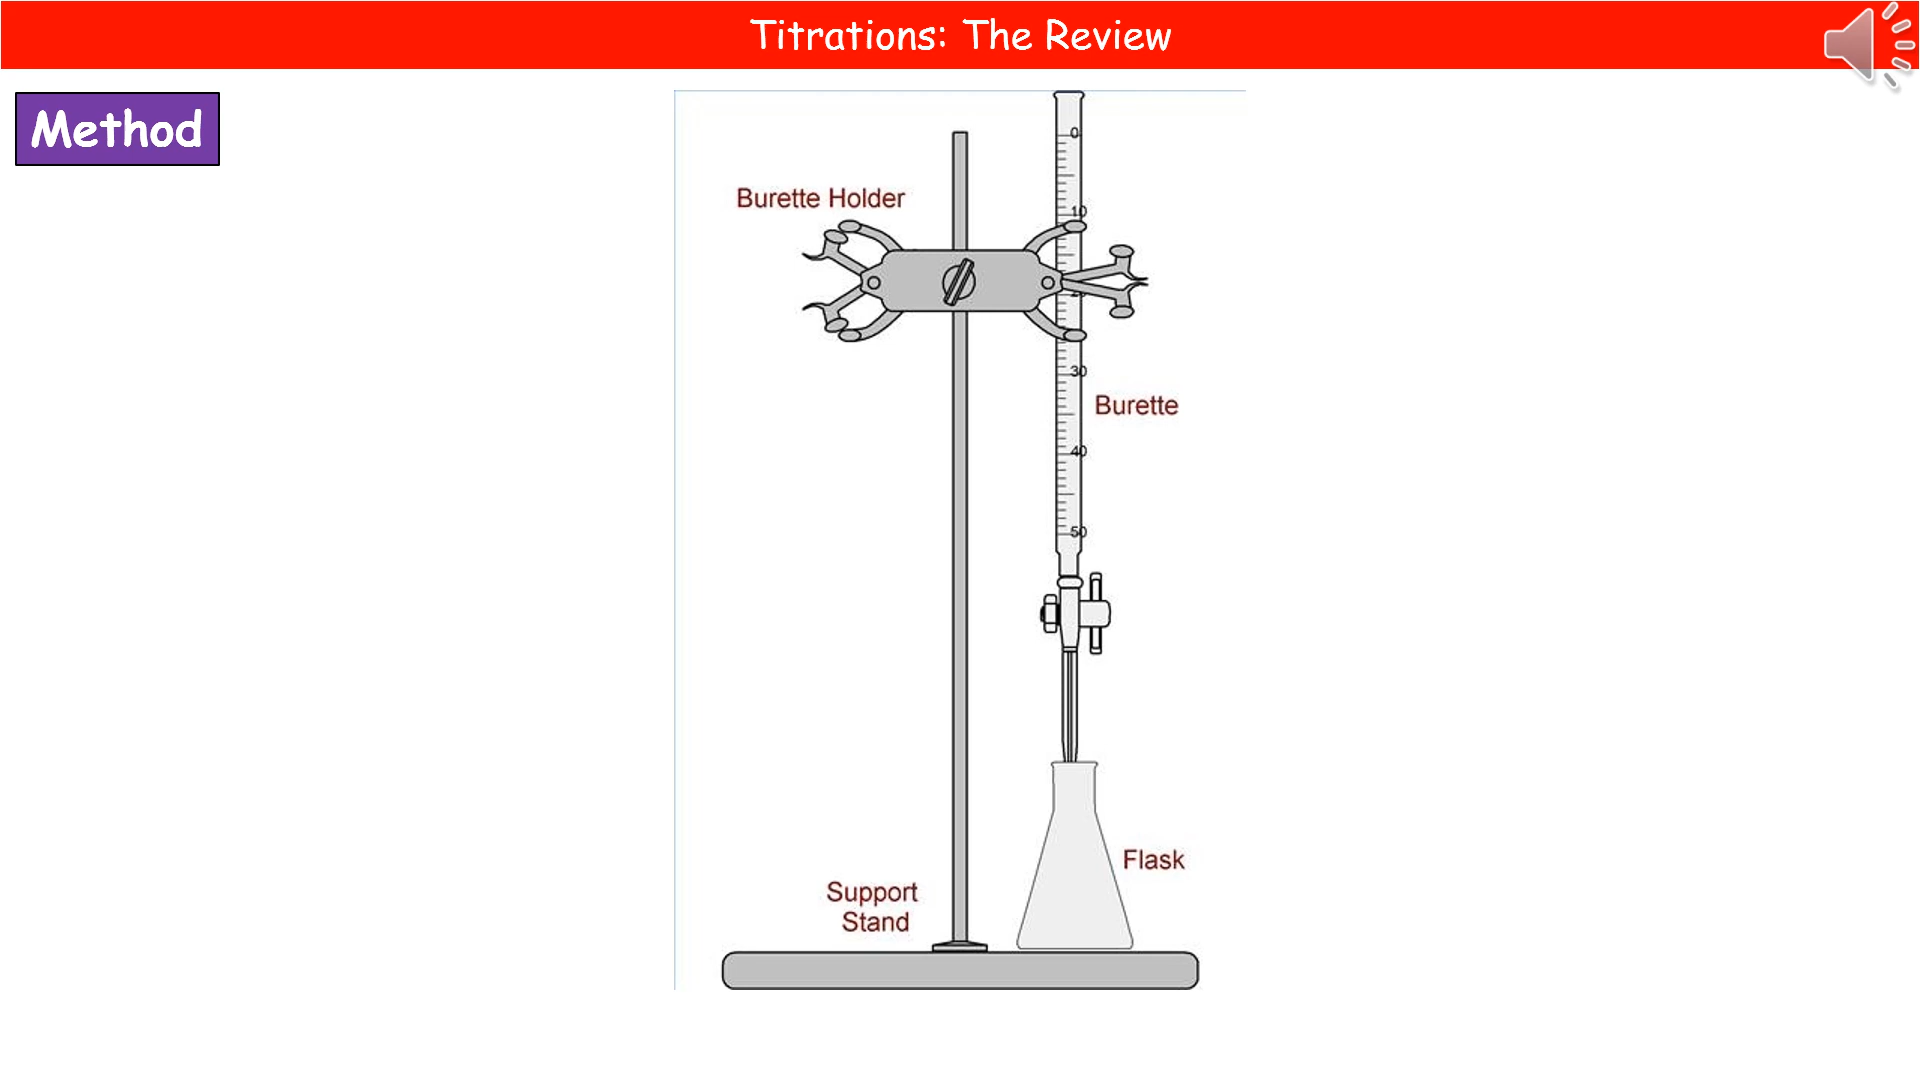 Titrations: The Review
Method
0
Burette Holder
10
30
Burette
40
50
Flask
Support
Stand